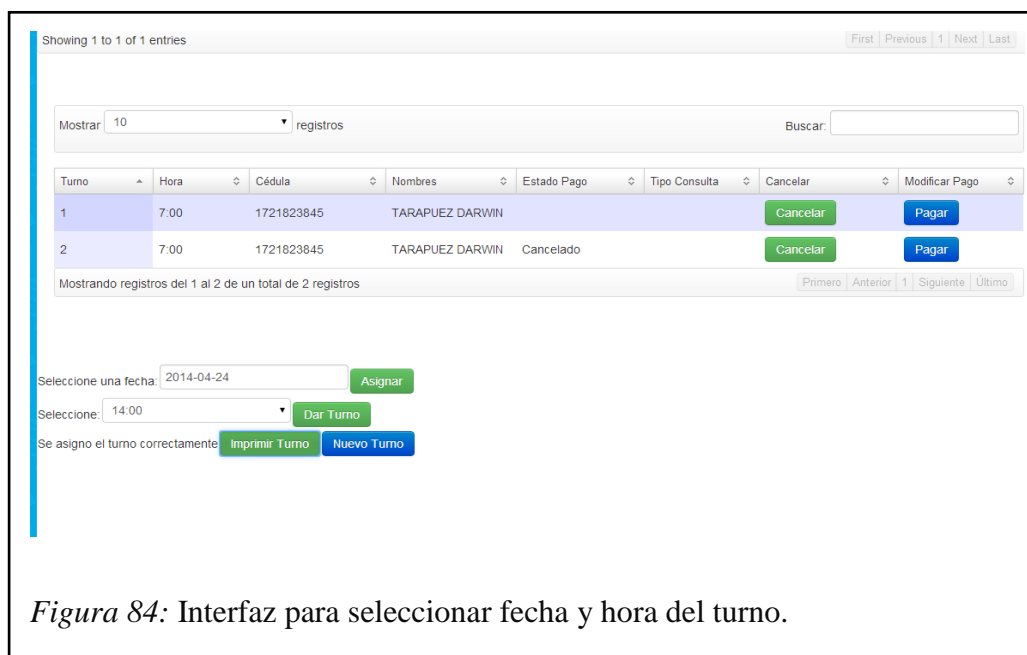 Showing 1 to 1 of 1 entries First Previous 1 Next Last
Mostrar 10 registros Buscar:
Turno Hora Cédula Nombres Estado Pago Tipo Consulta Cancelar Modificar Pago
1 7:00 1721823845 TARAPUEZ DARWIN Cancelar Pagar
2 7:00 1721823845 TARAPUEZ DARWIN Cancelado Cancelar Pagar
Mostrando registros del 1 al 2 de un total de 2 registros Primero Anterior 1 Siguiente Último
Seleccione una fecha: 2014-04-24 Asignar
Seleccione: 14:00 Dar Turno
Se asigno el turno correctamente Imprimir Turno Nuevo Turno
Figura 84: Interfaz para seleccionar fecha y hora del turno.